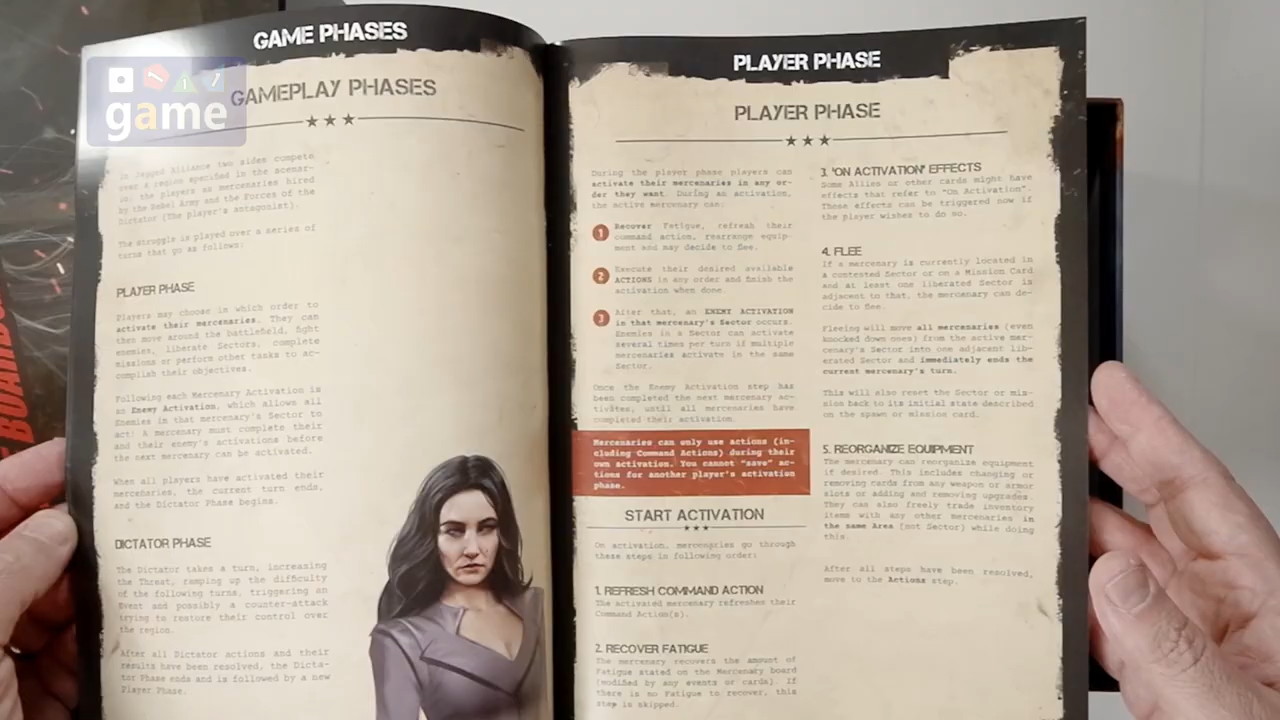 GAME PHASES
game
GAMEPLAY PHASES
In Jagged Alliance two sides compete
over a region specified in the scenar-
io: the players as mercenaries hired
by the Rebel Army and the Forces of the
Dictator (the player's antagonist).
The struggle is played over a series of
turns that go as follows:
PLAYER PHASE
Players may choose in which order to
activate their mercenaries. They can
then move around the battlefield, fight
enemies, liberate Sectors, complete
missions or perform other tasks to ac-
complish their objectives.
Following each Mercenary Activation is
an Enemy Activation, which allows all
Enemies in that mercenary's Sector to
act! A mercenary must complete their
and their enemy's activations before
the next mercenary can be activated.
When all players have activated their
mercenaries, the current turn ends,
and the Dictator Phase begins.
DICTATOR PHASE
The Dictator takes a turn, increasing
the Threat, ramping up the difficulty
of the following turns, triggering an
Event and possibly a counter-attack
trying to restore their control over
the region.
After all Dictator actions and their
results have been resolved, the Dicta-
tor Phase ends and is followed by a new
Player Phase.
PLAYER PHASE
PLAYER PHASE
During the player phase players can
activate their mercenaries in any or-
der they want. During an activation,
the active mercenary can:
1 Recover Fatigue, refresh their
command action, rearrange equip-
ment and may decide to flee.
2 Execute their desired available
ACTIONS in any order and finish the
activation when done.
3 After that, an ENEMY ACTIVATION
in that mercenary's Sector occurs.
Enemies in a Sector can activate
several times per turn if multiple
mercenaries activate in the same
Sector.
Once the Enemy Activation step has
been completed the next mercenary ac-
tivates, until all mercenaries have
completed their activation.
Mercenaries can only use actions (in-
cluding Command Actions) during their
own activation. You cannot "save" ac-
tions for another player's activation
phase.
START ACTIVATION
On activation, mercenaries go through
these steps in following order:
1. REFRESH COMMAND ACTION
The activated mercenary refreshes their
Command Action(s).
2. RECOVER FATIGUE
The mercenary recovers the amount of
Fatigue stated on the Mercenary board
(modified by any events or cards). If
there is no Fatigue to recover, this
step is skipped.
3. 'ON ACTIVATION' EFFECTS
Some Allies or other cards might have
effects that refer to "On Activation".
These effects can be triggered now if
the player wishes to do so.
4. FLEE
If a mercenary is currently located in
a contested Sector or on a Mission Card
and at least one liberated Sector is
adjacent to that, the mercenary can de-
cide to flee.
Fleeing will move all mercenaries (even
knocked down ones) from the active mer-
cenary's Sector into one adjacent lib-
erated Sector and immediately ends the
current mercenary's turn.
This will also reset the Sector or mis-
sion back to its initial state described
on the spawn or mission card.
5. REORGANIZE EQUIPMENT
The mercenary can reorganize equipment
if desired. This includes changing or
removing cards from any weapon or armor
slots or adding and removing upgrades.
They can also freely trade inventory
items with any other mercenaries in
the same Area (not Sector) while doing
this.
After all steps have been resolved,
move to the Actions step.